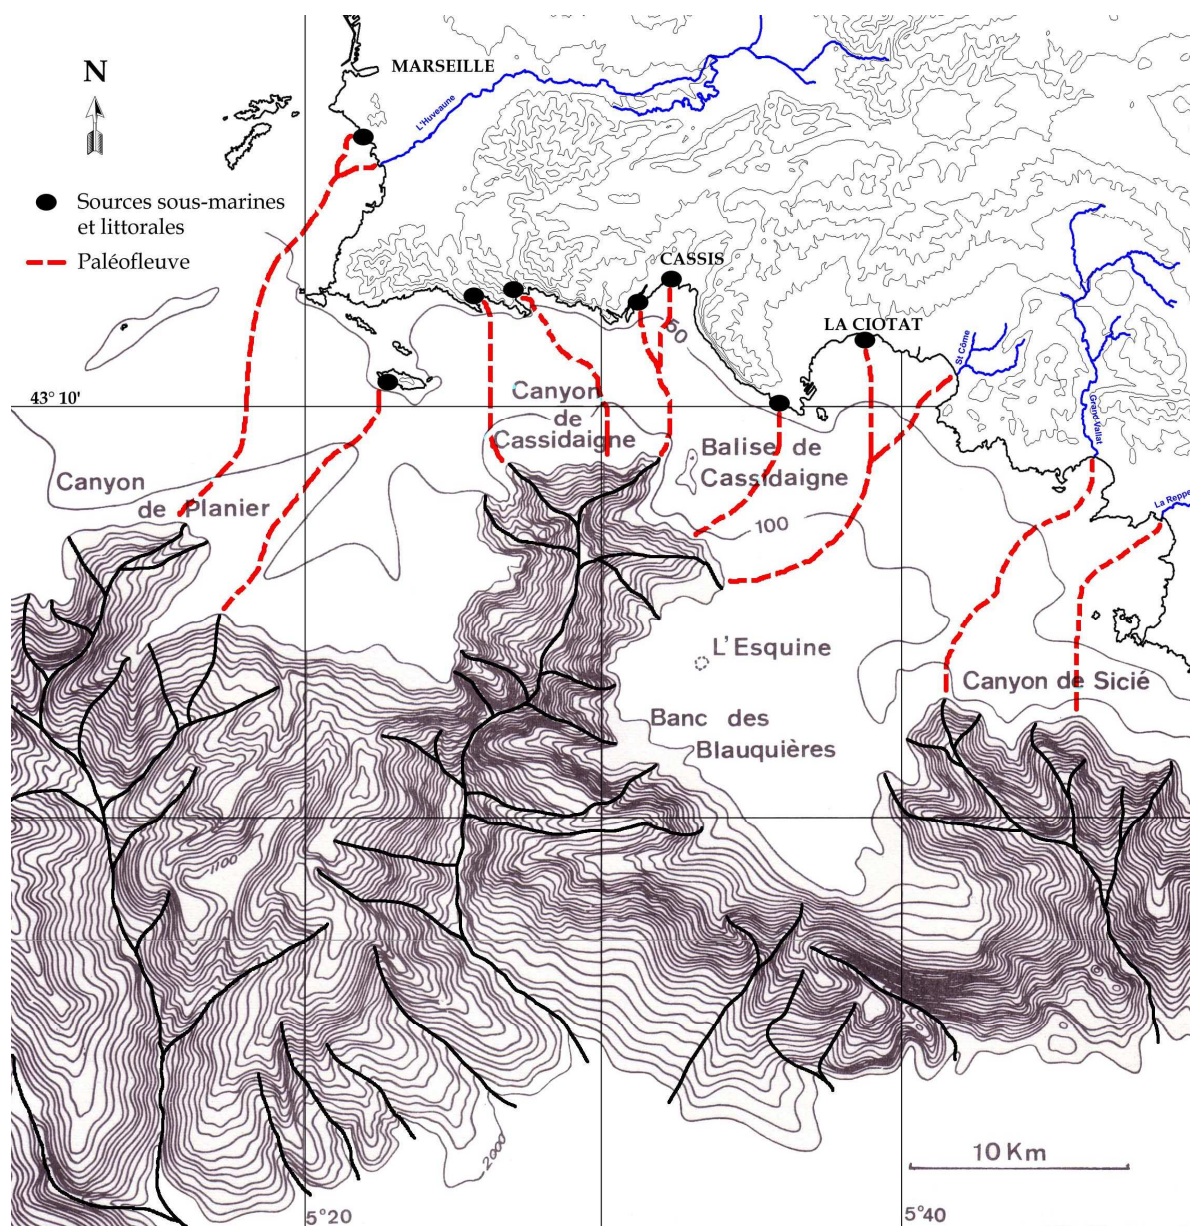 MARSEILLE
N
L'Huveaune
Sources sous-marines
et littorales
Paléofleuve
CASSIS
50
LA CIOTAT
St Côme
43° 10'
Canyon
de
Cassidaigne
Grand-Vallat
Balise de
Cassidaigne
Canyon
de Planier
La Reppe
100
L'Esquine
Canyon de Sicié
Banc des
Blauquières
1100
2000
10 Km
5°20
5°40